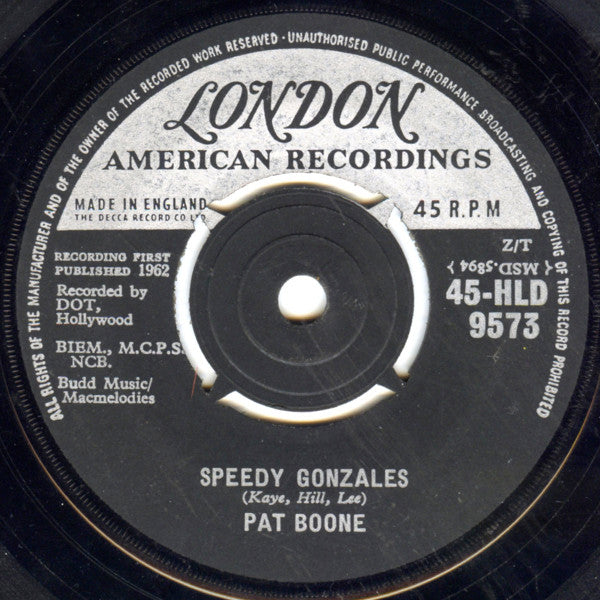 ALL RIGHTS OF THE MANUFACTURER AND OF THE OWNER OF THE RECORDED WORK RESERVED · UNAUTHORISED PUBLIC PERFORMANCE BROADCASTING AND COPYING OF THIS RECORD PROHIBITED
LONDON
AMERICAN RECORDINGS
MADE IN ENGLAND
THE DECCA RECORD CO LTD.
45 R.P.M
RECORDING FIRST
PUBLISHED 1962
Recorded by
DOT,
Hollywood
BIEM., M.C.P.S.
NCB.
Budd Music/
Macmelodies
Z/T
(MSD.5894)
45-HLD
9573
SPEEDY GONZALES
(Kaye, Hill, Lee)
PAT BOONE